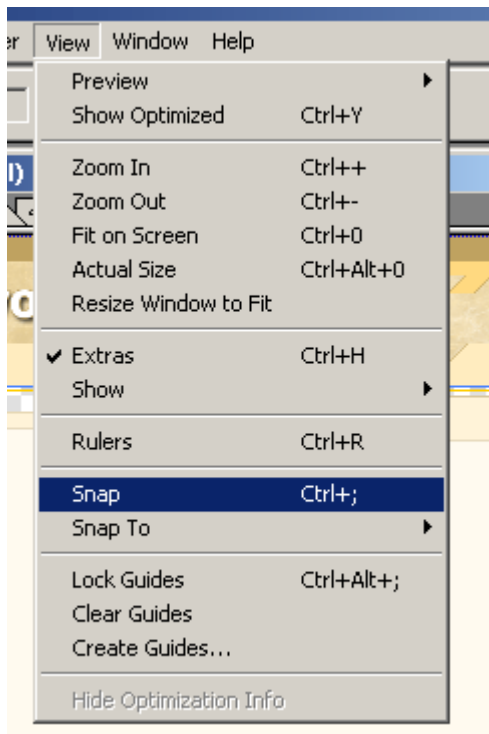 er View Window Help
Preview
Show Optimized Ctrl+Y
Zoom In Ctrl++
Zoom Out Ctrl+-
Fit on Screen Ctrl+0
Actual Size Ctrl+Alt+0
Resize Window to Fit
Extras Ctrl+H
Show
Rulers Ctrl+R
Snap Ctrl+;
Snap To
Lock Guides Ctrl+Alt+;
Clear Guides
Create Guides...
Hide Optimization Info